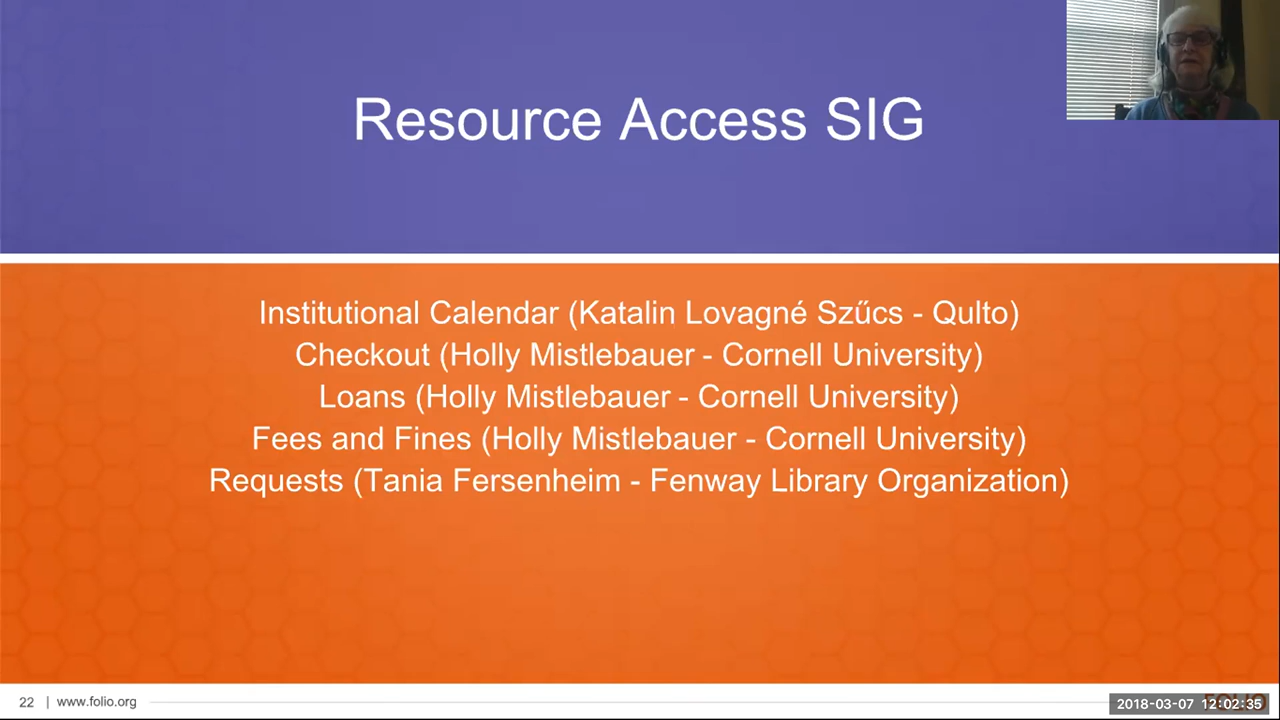 Resource Access SIG
Institutional Calendar (Katalin Lovagné Szűcs - Qulto)
Checkout (Holly Mistlebauer - Cornell University)
Loans (Holly Mistlebauer - Cornell University)
Fees and Fines (Holly Mistlebauer - Cornell University)
Requests (Tania Fersenheim - Fenway Library Organization)
22 | www.folio.org
2018-03-07 12:02:35